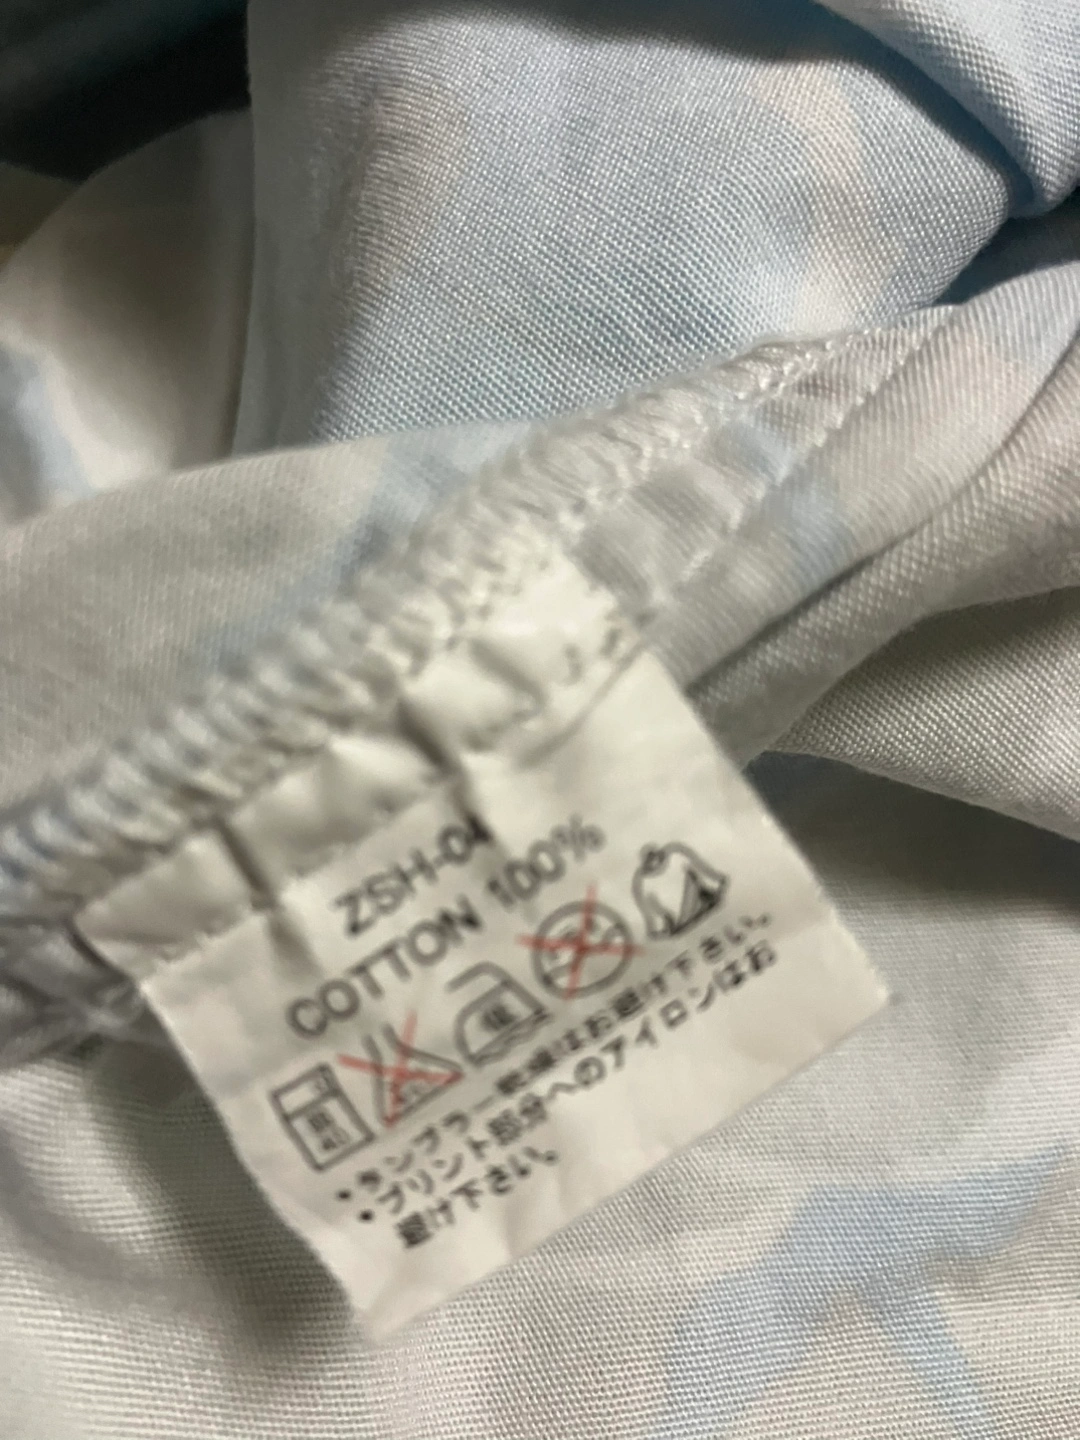 ZSH-04
COTTON 100%
・タンブラー乾燥はお避け下さい。
・プリント部分へのアイロンはお
避け下さい。